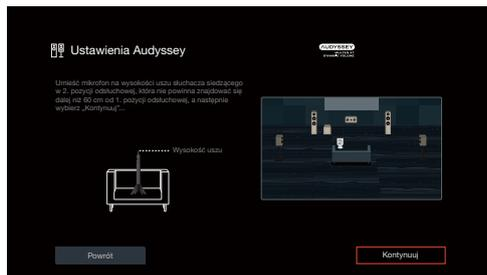 Ustawienia Audyssey
AUDYSSEY
Umieść mikrofon na wysokości uszu słuchacza siedzącego
w 2. pozycji odsłuchowej, która nie powinna znajdować się
dalej niż 60 cm od 1. pozycji odsłuchowej, a następnie
wybierz „Kontynuuj”...
Wysokość uszu
Powrót
Kontynuuj